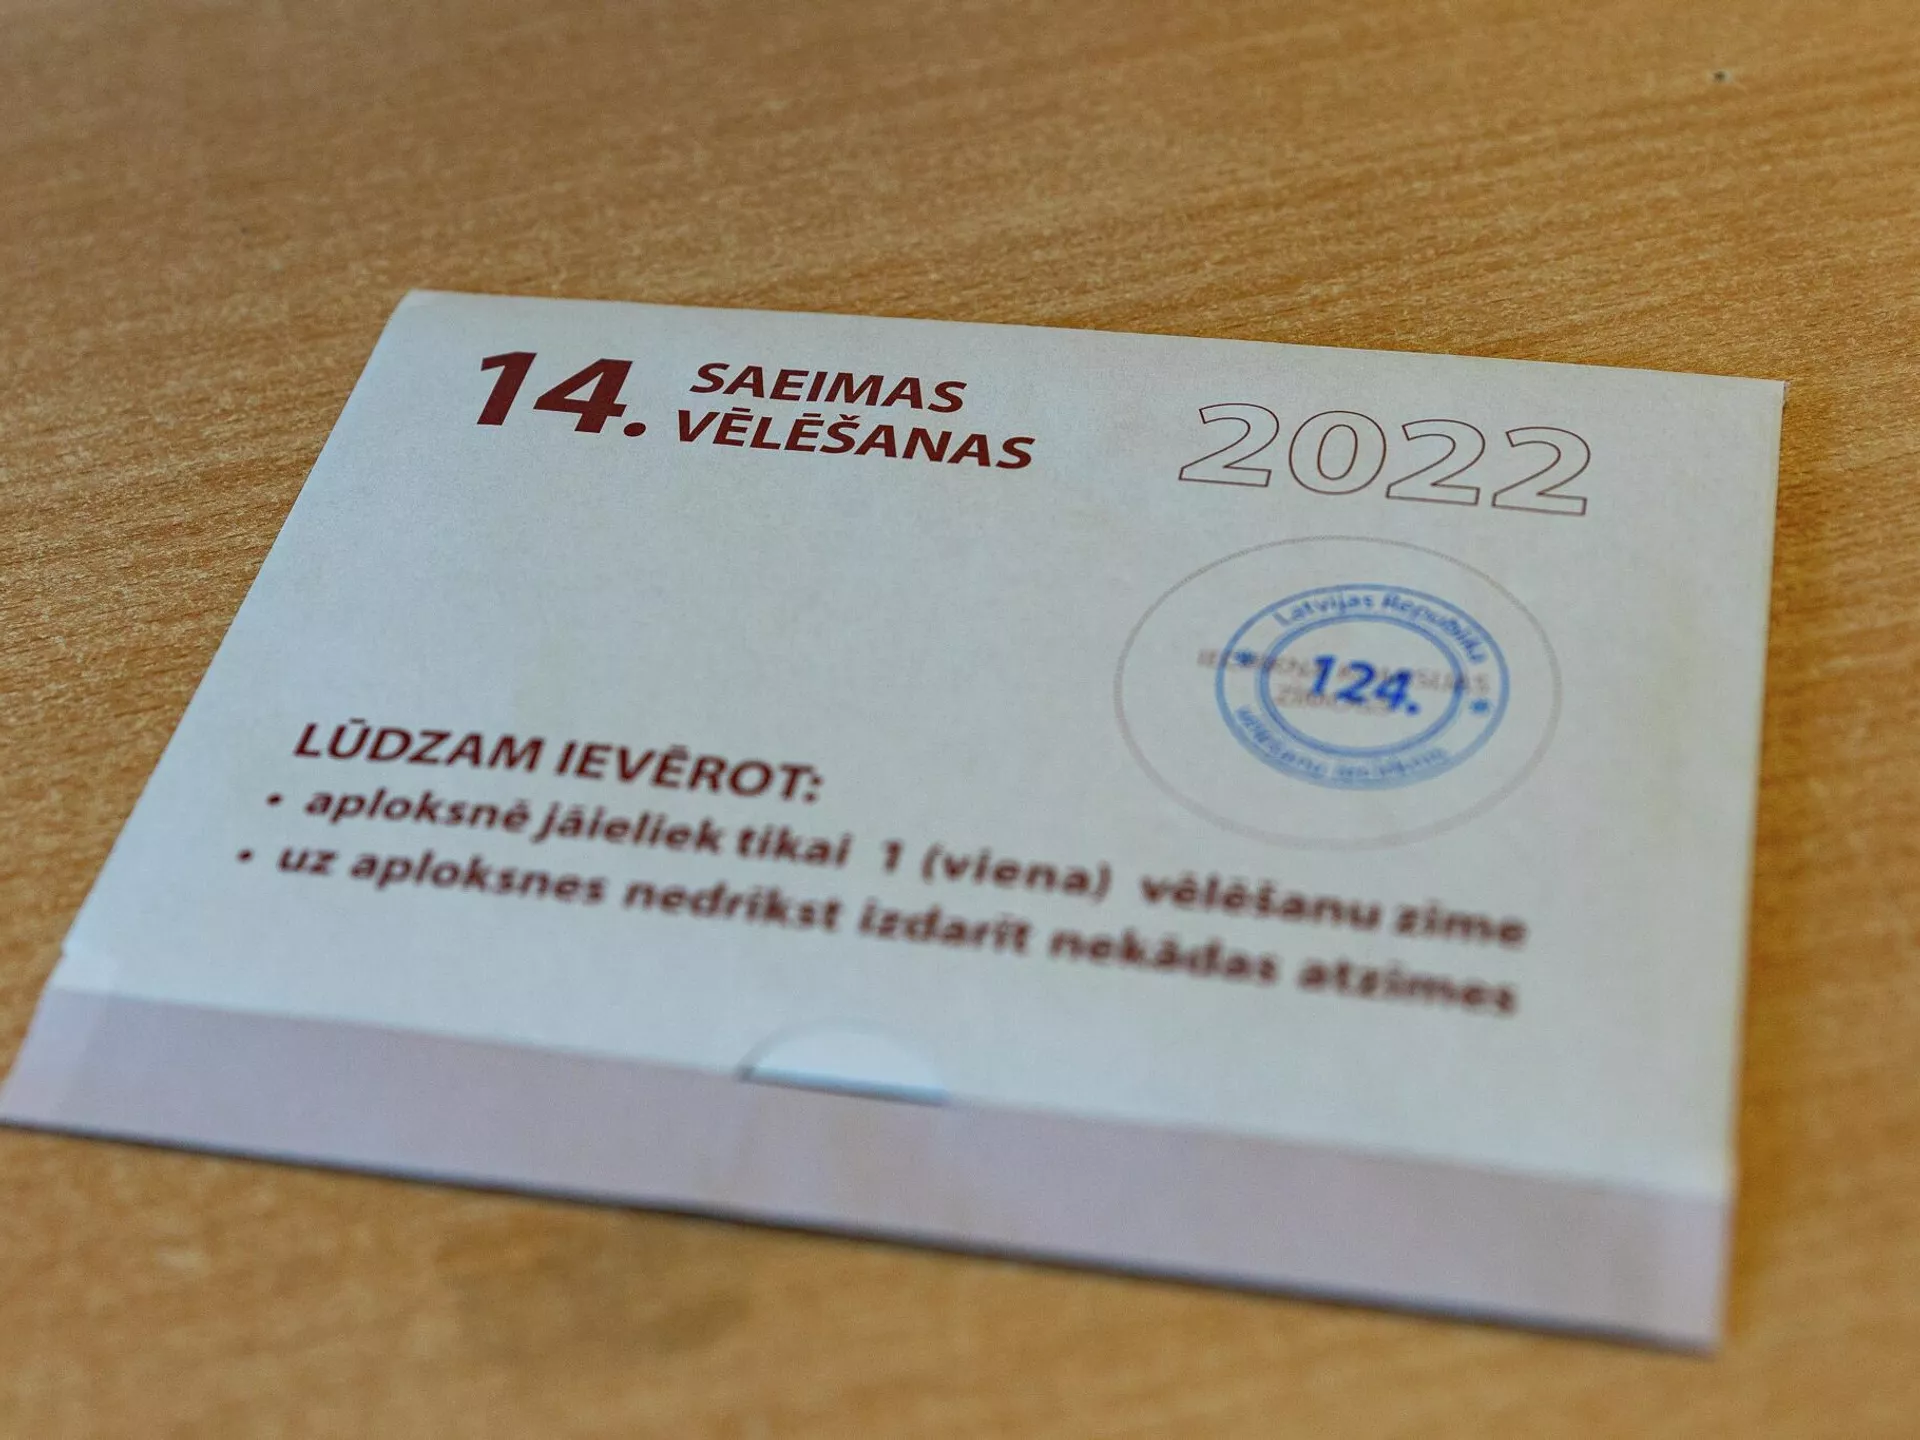 14. SAEIMAS
VĒLĒŠANAS
2022
Latvijas Republika
124.
LŪDZAM IEVĒROT:
• aploksnē jāieliek tikai 1 (viena) vēlēšanu zīme
• uz aploksnes nedrīkst izdarīt nekādas atzīmes